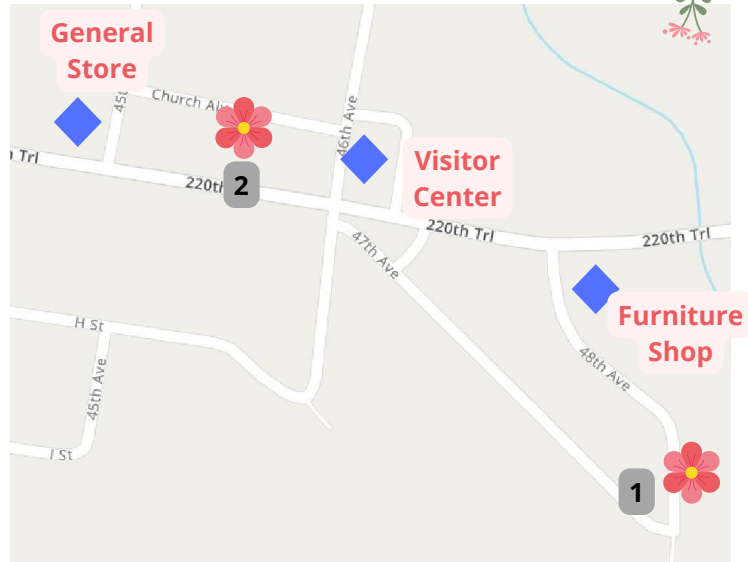 General
Store
Church Al
46th Ave
Visitor
Center
Trl
220th
2
220th Trl
220th Trl
47th Ave
Furniture
Shop
H St
48th Ave
45th Ave
I St
1